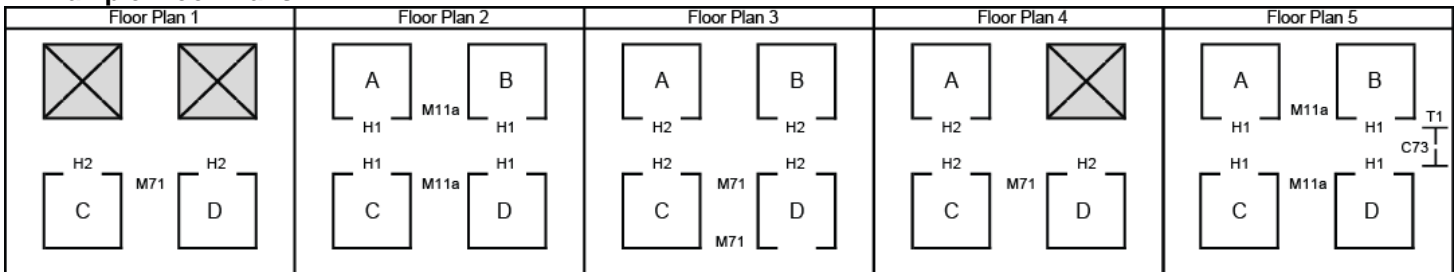 Floor Plan 1 Floor Plan 2 Floor Plan 3 Floor Plan 4 Floor Plan 5
A B A B A A B
M11a M11a T1
H1 H1 H2 H2 H2 H1 H1
C73
H2 H2 H1 H1 H2 H2 H2 H2 H1 H1
M71 M11a M71 M71 M11a
C D C D C D C D C D
M71